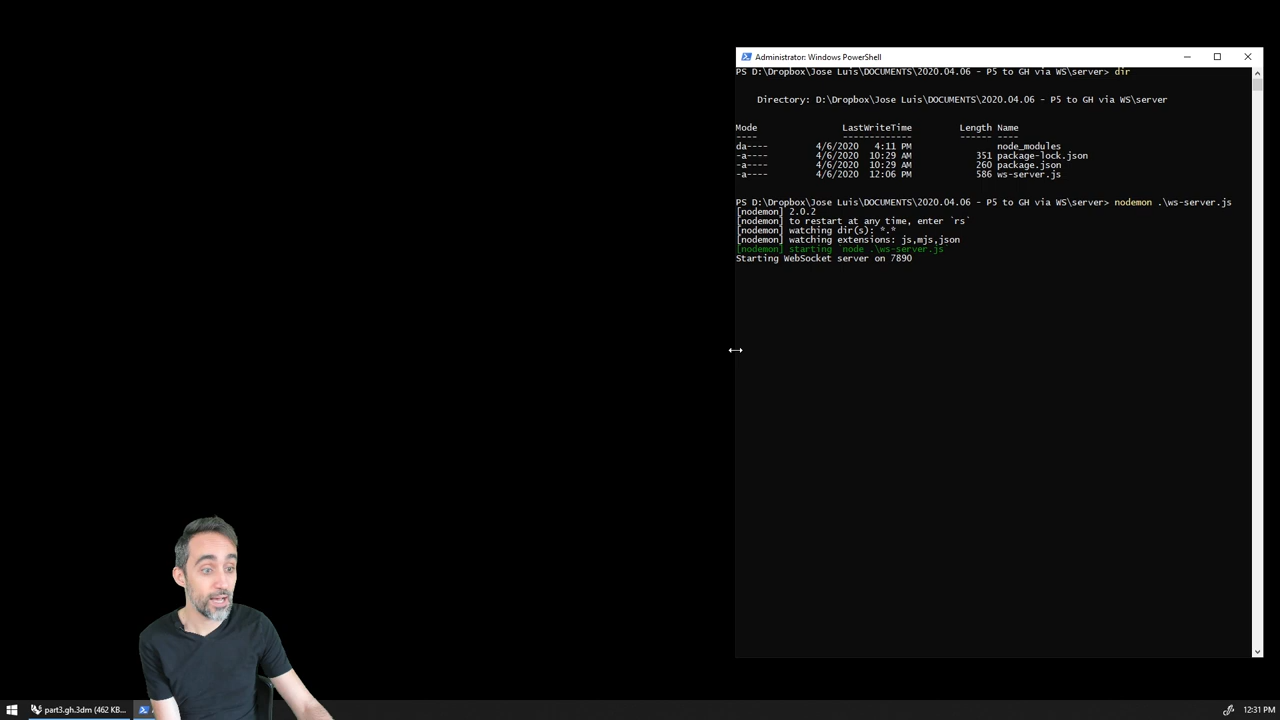 Administrator: Windows PowerShell
PS D:\Dropbox\Jose Luis\DOCUMENTS\2020.04.06 - P5 to GH via WS\server> dir
Directory: D:\Dropbox\Jose Luis\DOCUMENTS\2020.04.06 - P5 to GH via WS\server
Mode LastWriteTime Length Name
---- ------------- ------ ----
da---- 4/6/2020 4:11 PM node_modules
-a---- 4/6/2020 10:29 AM 351 package-lock.json
-a---- 4/6/2020 10:29 AM 260 package.json
-a---- 4/6/2020 12:06 PM 586 ws-server.js
PS D:\Dropbox\Jose Luis\DOCUMENTS\2020.04.06 - P5 to GH via WS\server> nodemon .\ws-server.js
[nodemon] 2.0.2
[nodemon] to restart at any time, enter `rs`
[nodemon] watching dir(s): *.*
[nodemon] watching extensions: js,mjs,json
[nodemon] starting `node .\ws-server.js`
Starting WebSocket server on 7890
part3.gh.3dm (462 KB...
12:31 PM